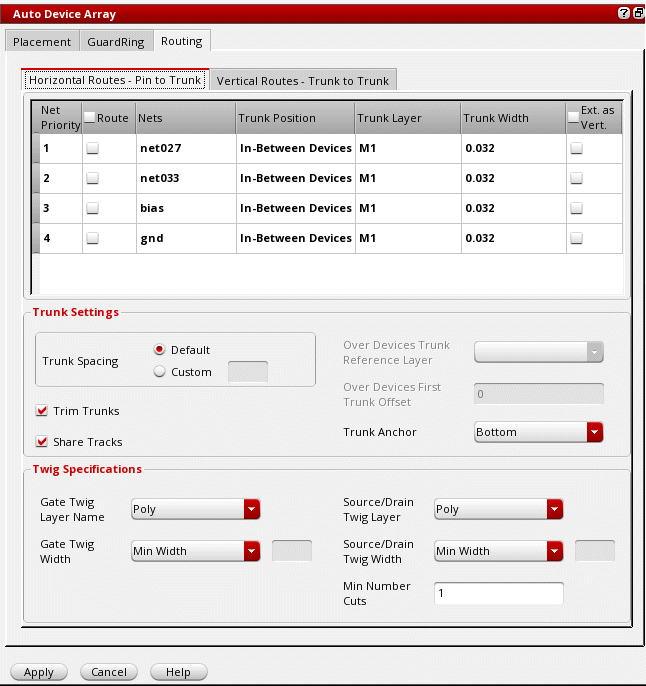 Auto Device Array
Placement GuardRing Routing
Horizontal Routes - Pin to Trunk Vertical Routes - Trunk to Trunk
Net Priority Route Nets Trunk Position Trunk Layer Trunk Width Ext. as Vert.
1 net027 In-Between Devices M1 0.032
2 net033 In-Between Devices M1 0.032
3 bias In-Between Devices M1 0.032
4 gnd In-Between Devices M1 0.032
Trunk Settings
Trunk Spacing
Default
Custom
Trim Trunks
Share Tracks
Over Devices Trunk
Reference Layer
Over Devices First
Trunk Offset
0
Trunk Anchor Bottom
Twig Specifications
Gate Twig
Layer Name
Poly
Source/Drain
Twig Layer
Poly
Gate Twig
Width
Min Width
Source/Drain
Twig Width
Min Width
Min Number
Cuts
1
Apply Cancel Help